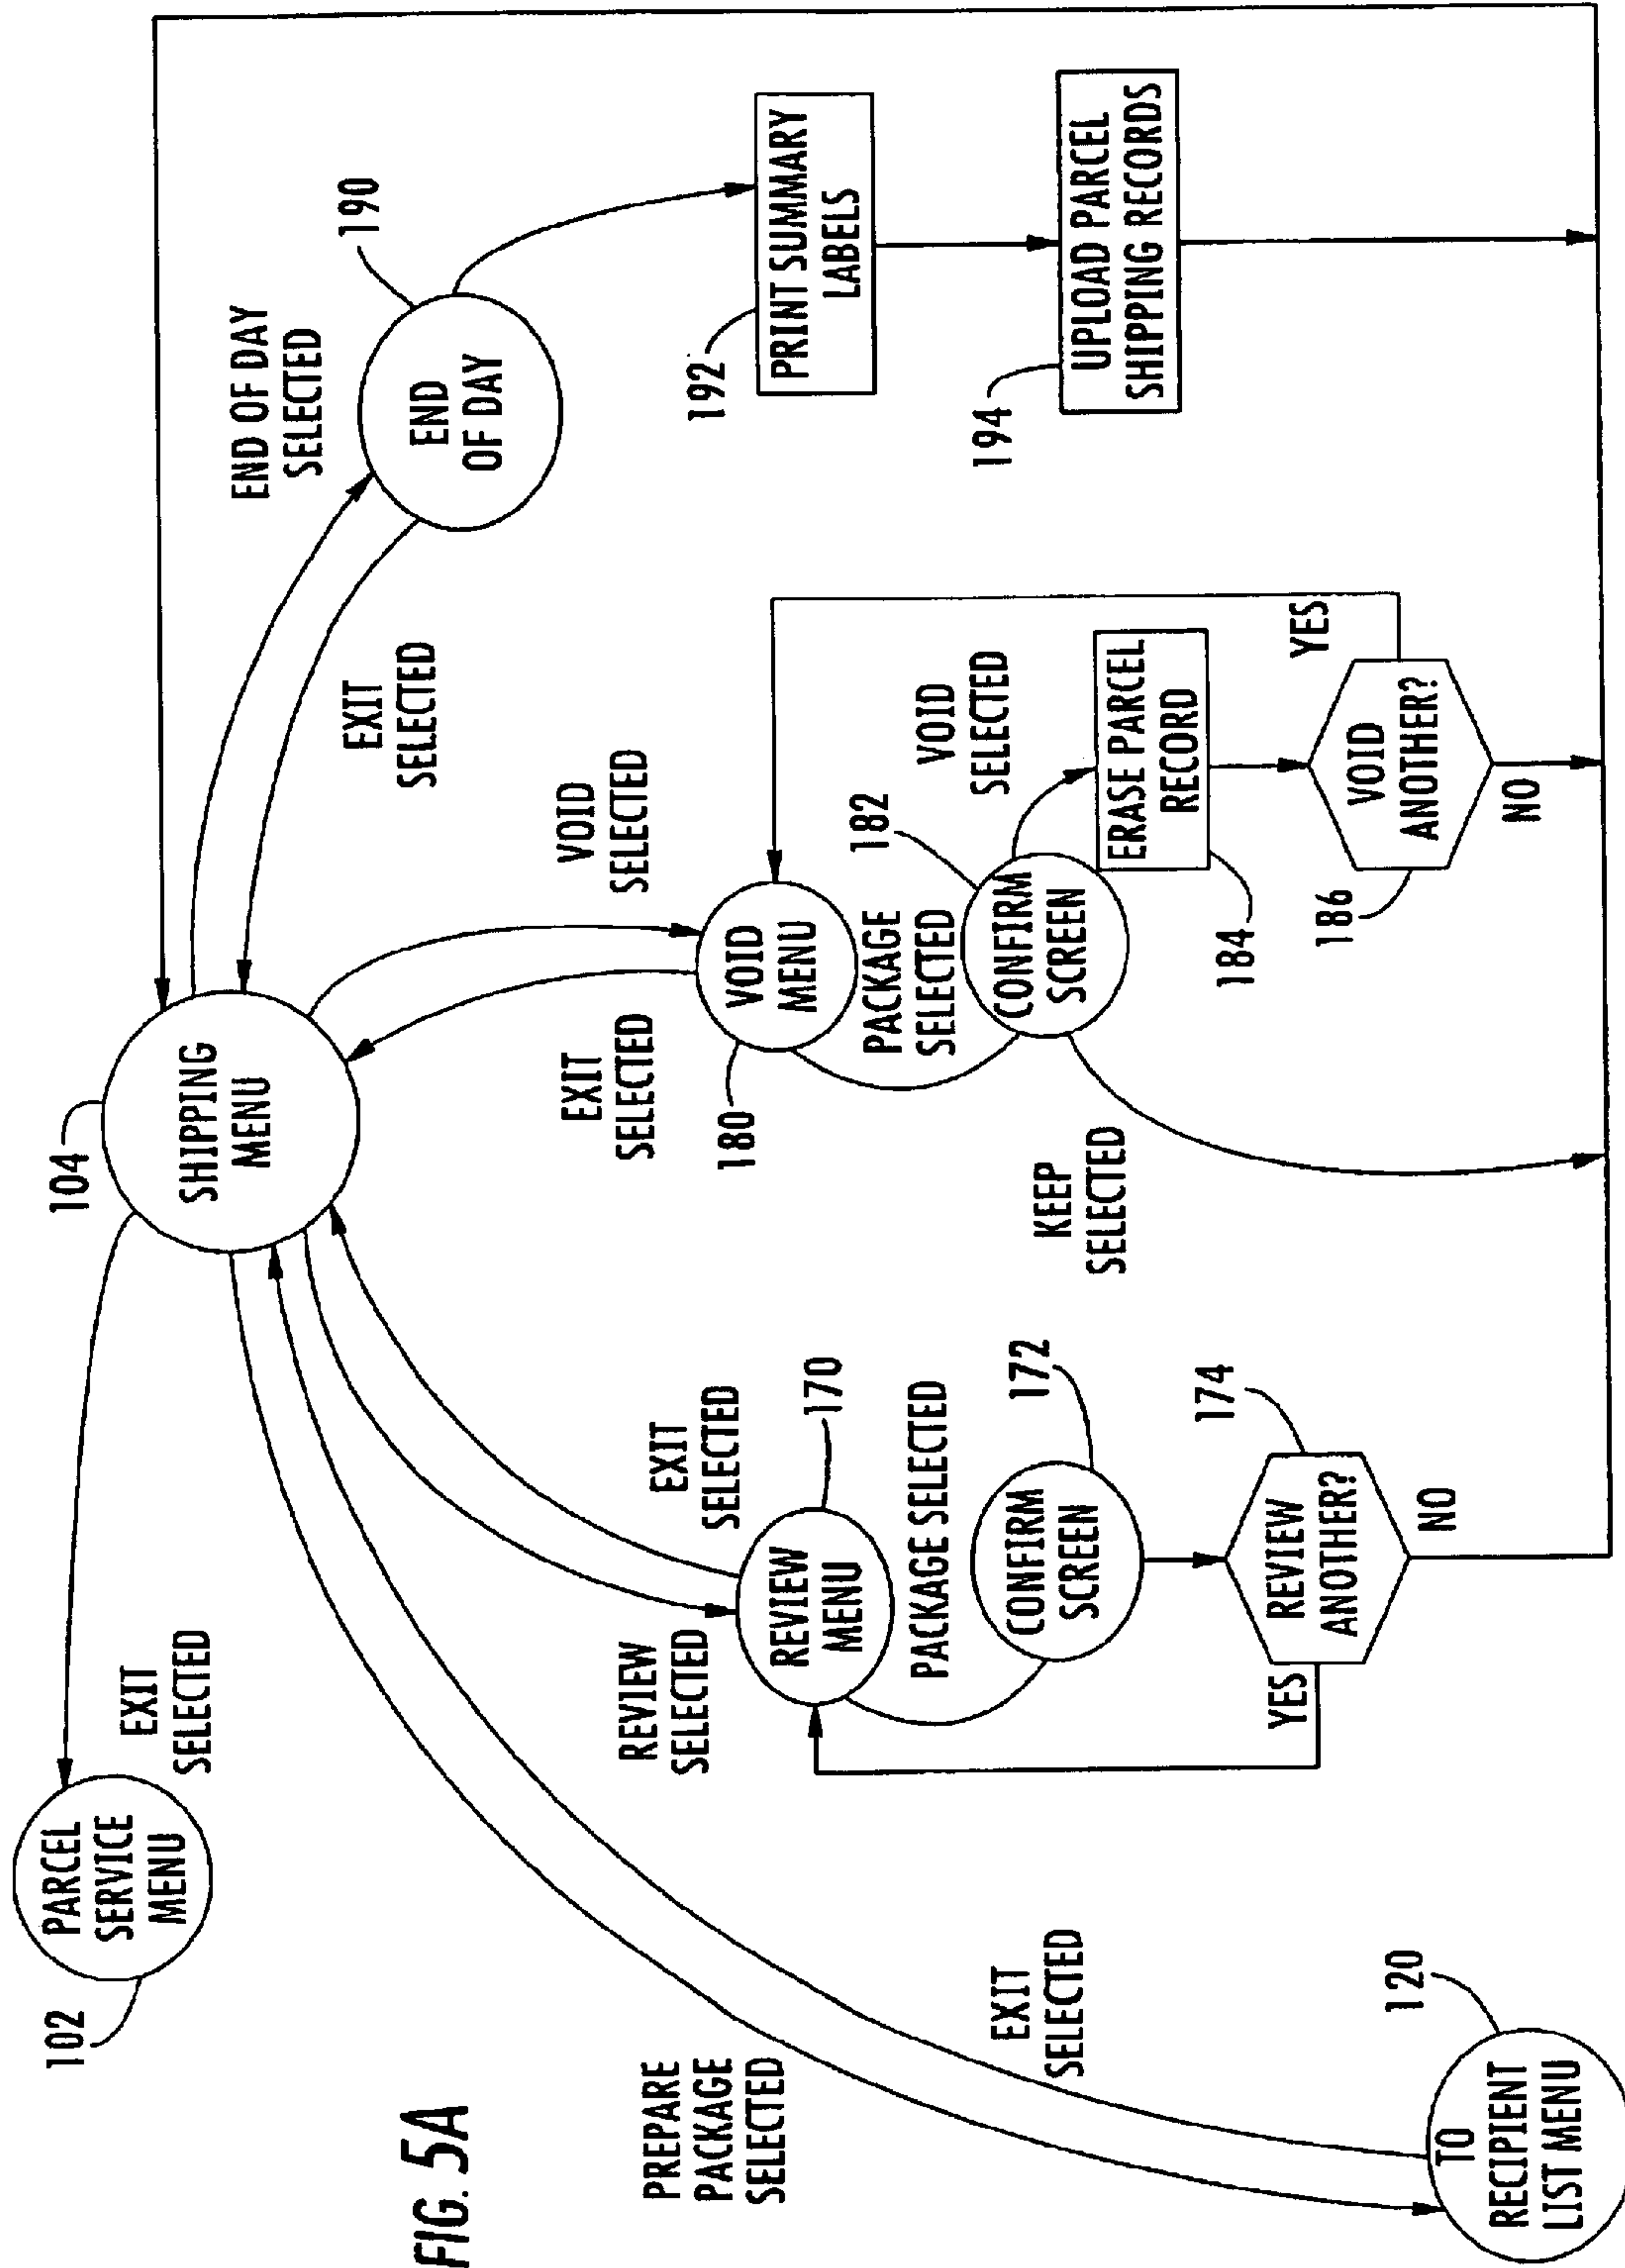 FIG. 5A
102
PARCEL
SERVICE
MENU
EXIT
SELECTED
104
SHIPPING
MENU
END OF DAY
SELECTED
190
END
OF DAY
EXIT
SELECTED
PREPARE
PACKAGE
SELECTED
EXIT
SELECTED
120
TO
RECIPIENT
LIST MENU
REVIEW
SELECTED
EXIT
SELECTED
170
REVIEW
MENU
PACKAGE SELECTED
172
CONFIRM
SCREEN
174
REVIEW
ANOTHER?
YES
NO
VOID
SELECTED
EXIT
SELECTED
180
VOID
MENU
PACKAGE
SELECTED
182
CONFIRM
SCREEN
KEEP
SELECTED
VOID
SELECTED
184
ERASE PARCEL
RECORD
186
VOID
ANOTHER?
YES
NO
192
PRINT SUMMARY
LABELS
194
UPLOAD PARCEL
SHIPPING RECORDS